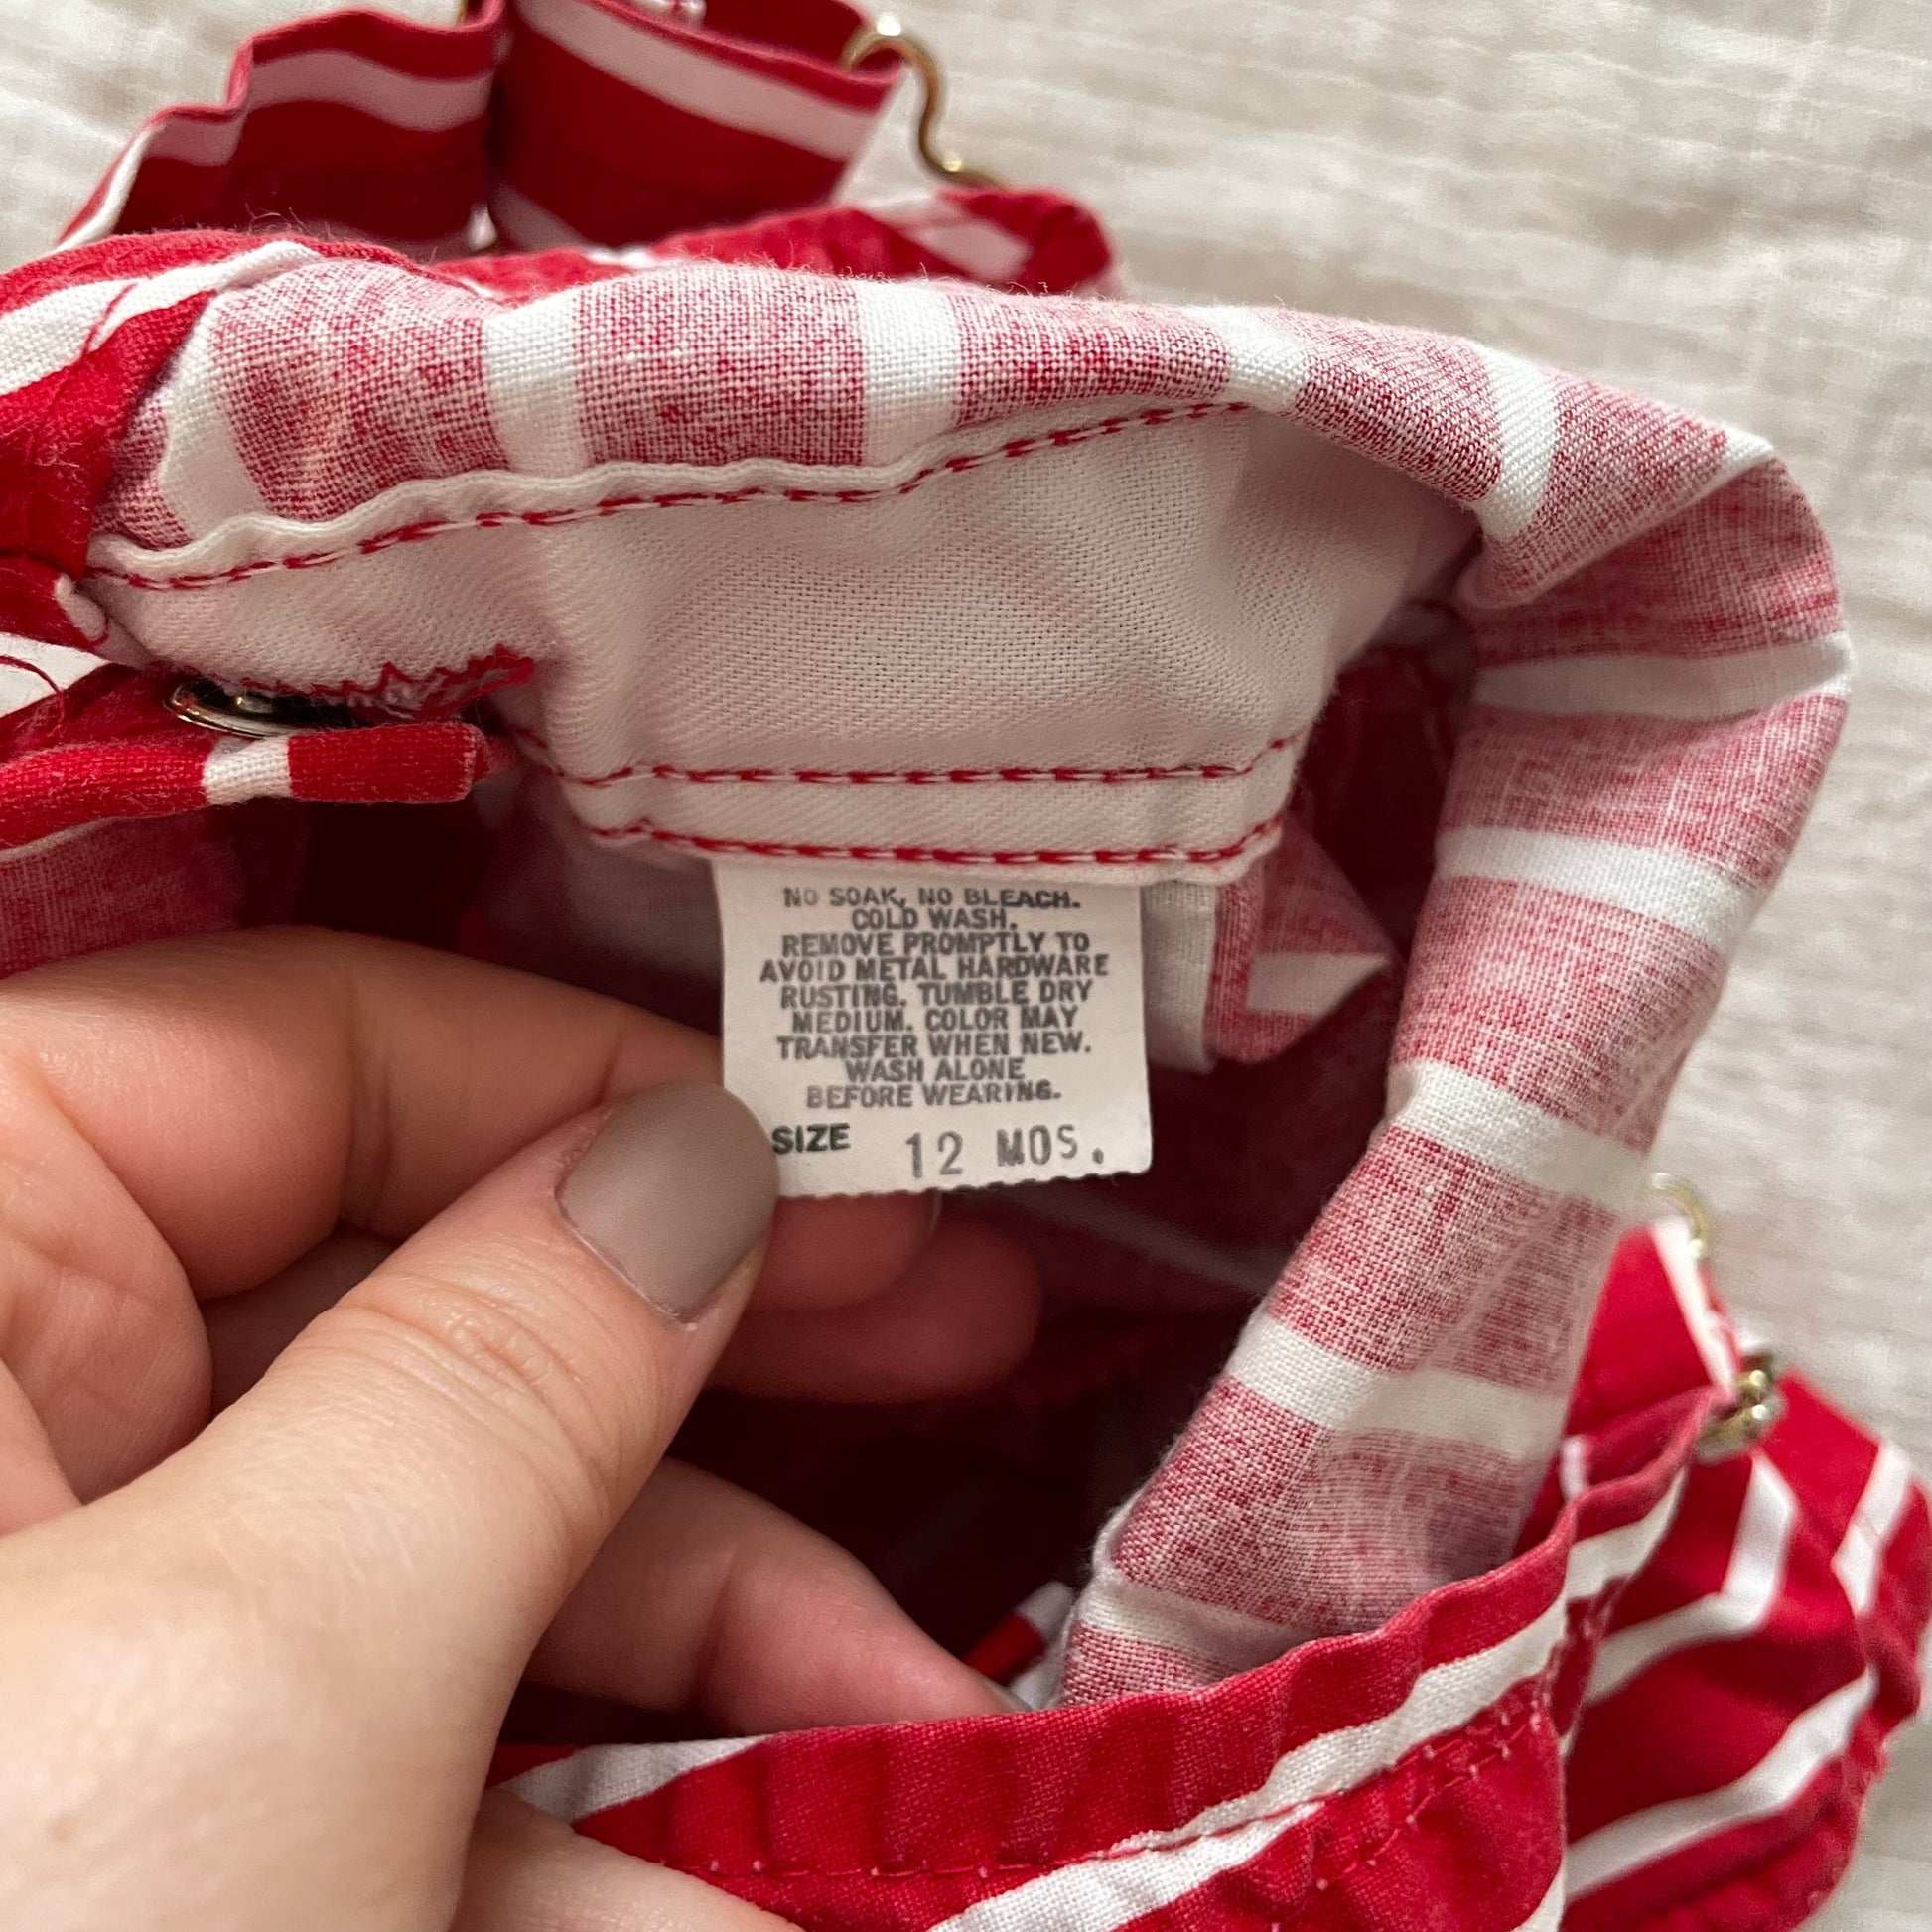 NO SOAK, NO BLEACH.
COLD WASH.
REMOVE PROMPTLY TO
AVOID METAL HARDWARE
RUSTING. TUMBLE DRY
MEDIUM. COLOR MAY
TRANSFER WHEN NEW.
WASH ALONE
BEFORE WEARING.
SIZE 12 MOS.